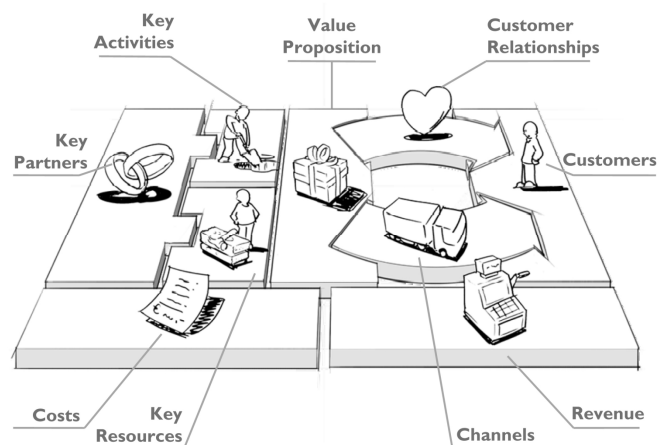 Key
Activities
Value
Proposition
Customer
Relationships
Key
Partners
Customers
Costs
Key
Resources
Channels
Revenue